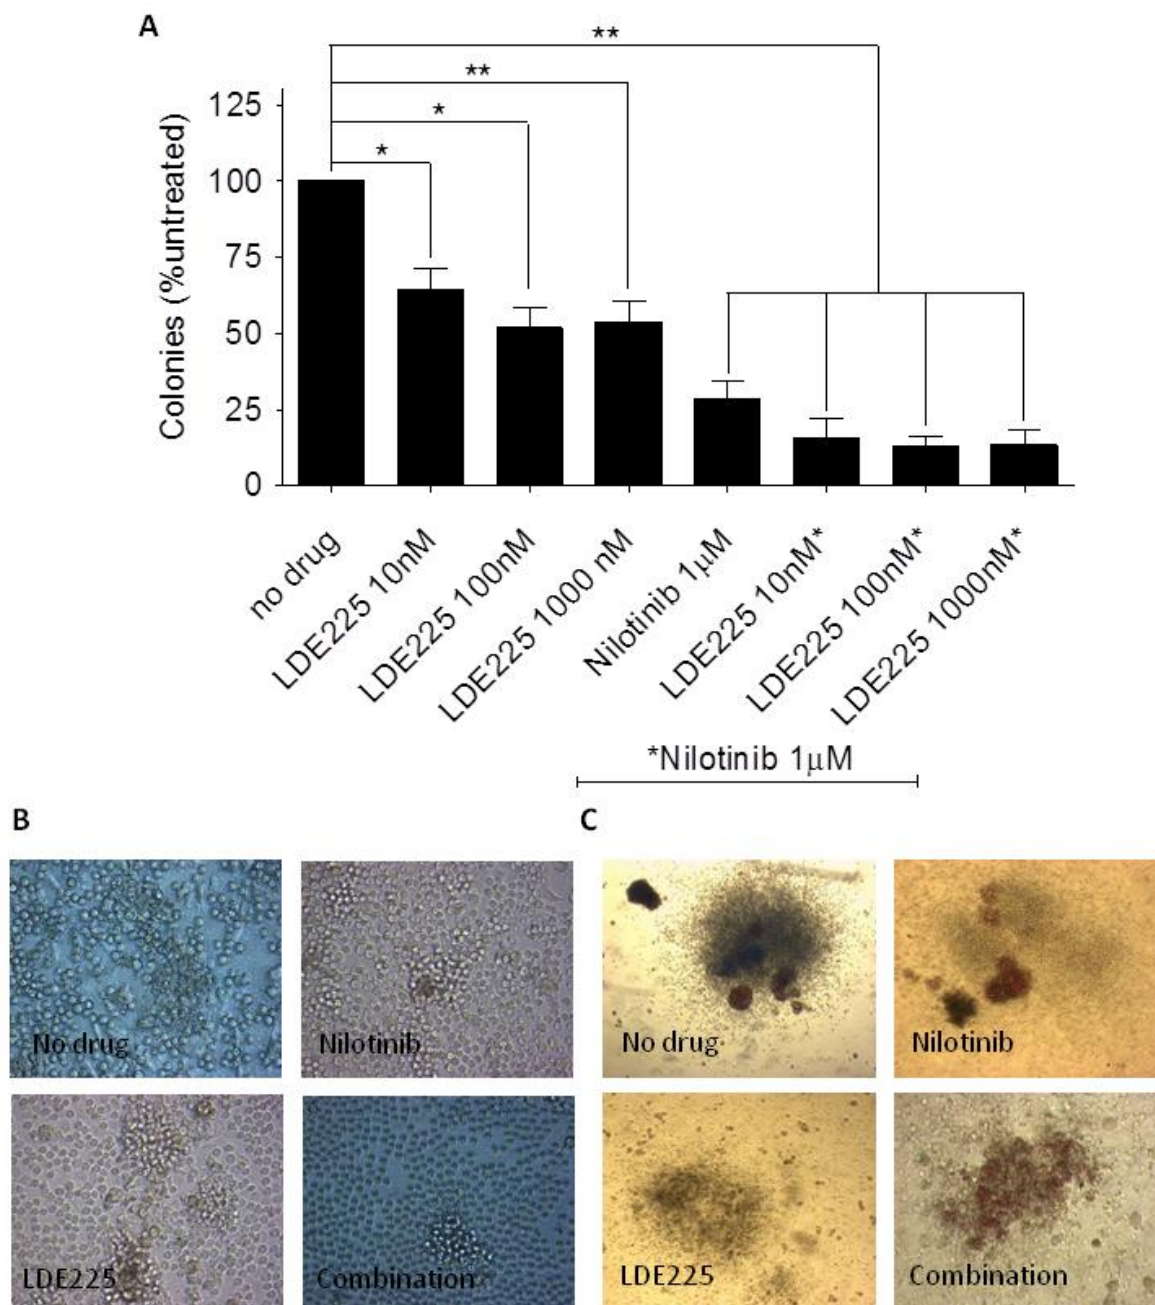 A
**
**
*
*
Colonies (%untreated)
125
100
75
50
25
0
no drug
LDE225 10nM
LDE225 100nM
LDE225 1000 nM
Nilotinib 1μM
LDE225 10nM*
LDE225 100nM*
LDE225 1000nM*
*Nilotinib 1μM
B
C
No drug
Nilotinib
No drug
Nilotinib
LDE225
Combination
LDE225
Combination